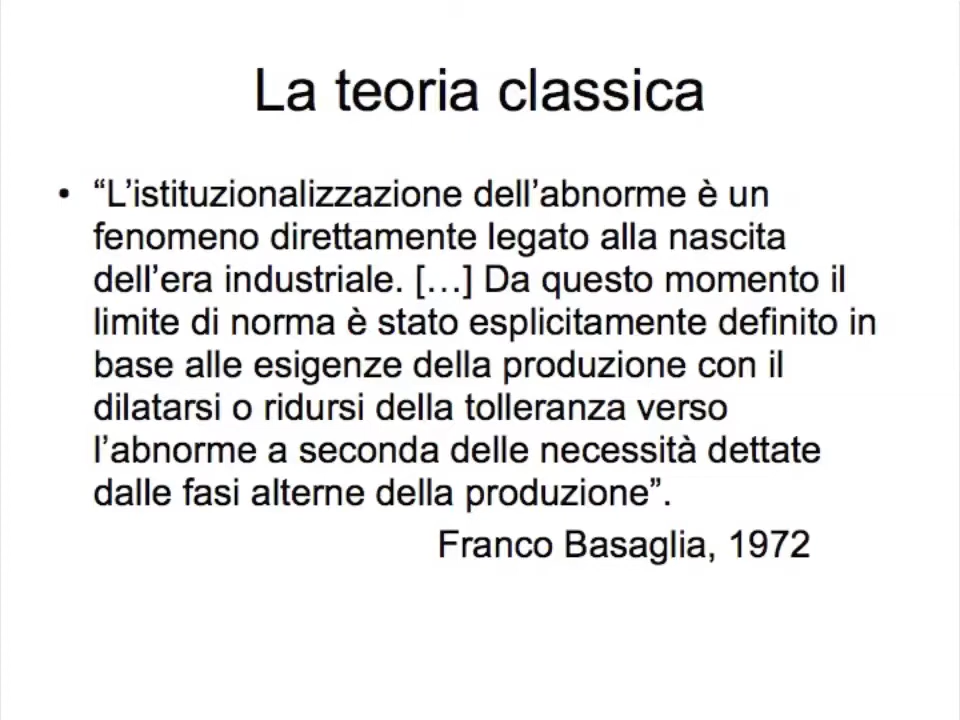 La teoria classica
• “L’istituzionalizzazione dell’abnorme è un
fenomeno direttamente legato alla nascita
dell’era industriale. […] Da questo momento il
limite di norma è stato esplicitamente definito in
base alle esigenze della produzione con il
dilatarsi o ridursi della tolleranza verso
l’abnorme a seconda delle necessità dettate
dalle fasi alterne della produzione”.
Franco Basaglia, 1972